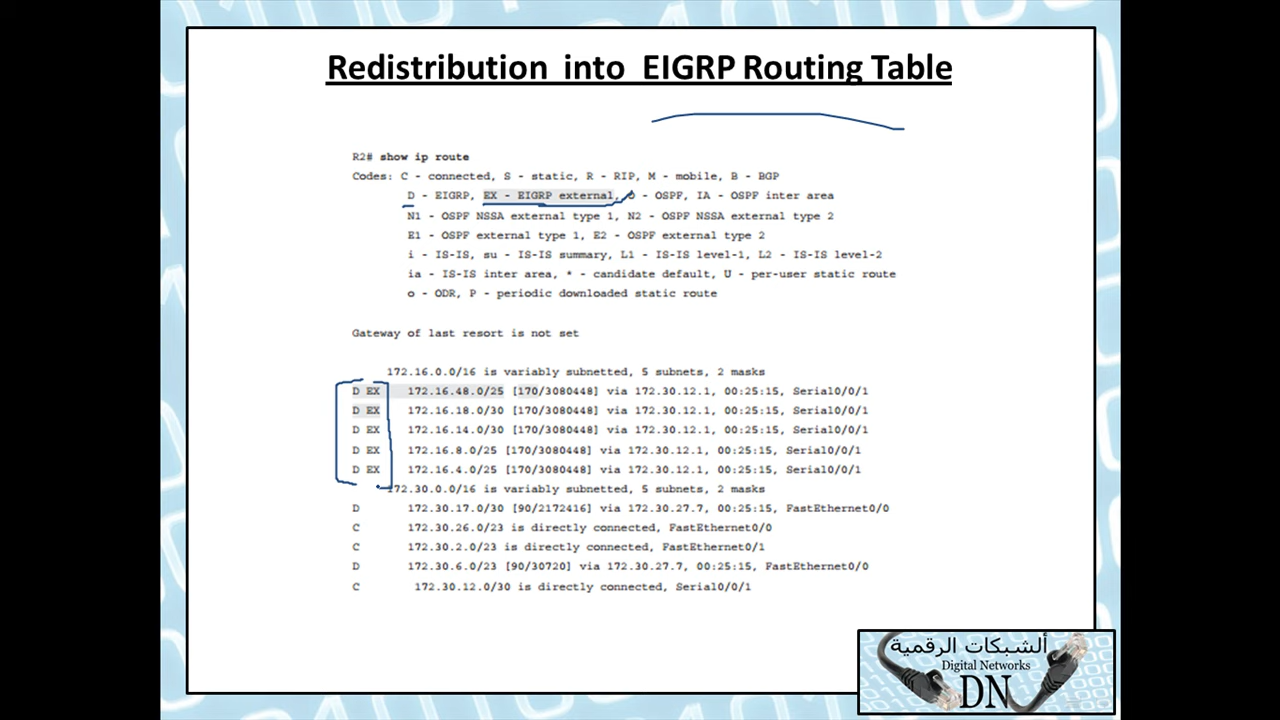 Redistribution into EIGRP Routing Table
R2# show ip route
Codes: C - connected, S - static, R - RIP, M - mobile, B - BGP
D - EIGRP, EX - EIGRP external, O - OSPF, IA - OSPF inter area
N1 - OSPF NSSA external type 1, N2 - OSPF NSSA external type 2
E1 - OSPF external type 1, E2 - OSPF external type 2
i - IS-IS, su - IS-IS summary, L1 - IS-IS level-1, L2 - IS-IS level-2
ia - IS-IS inter area, * - candidate default, U - per-user static route
o - ODR, P - periodic downloaded static route
Gateway of last resort is not set
172.16.0.0/16 is variably subnetted, 5 subnets, 2 masks
D EX 172.16.48.0/25 [170/3080448] via 172.30.12.1, 00:25:15, Serial0/0/1
D EX 172.16.18.0/30 [170/3080448] via 172.30.12.1, 00:25:15, Serial0/0/1
D EX 172.16.14.0/30 [170/3080448] via 172.30.12.1, 00:25:15, Serial0/0/1
D EX 172.16.8.0/25 [170/3080448] via 172.30.12.1, 00:25:15, Serial0/0/1
D EX 172.16.4.0/25 [170/3080448] via 172.30.12.1, 00:25:15, Serial0/0/1
172.30.0.0/16 is variably subnetted, 5 subnets, 2 masks
D 172.30.17.0/30 [90/2172416] via 172.30.27.7, 00:25:15, FastEthernet0/0
C 172.30.26.0/23 is directly connected, FastEthernet0/0
C 172.30.2.0/23 is directly connected, FastEthernet0/1
D 172.30.6.0/23 [90/30720] via 172.30.27.7, 00:25:15, FastEthernet0/0
C 172.30.12.0/30 is directly connected, Serial0/0/1
ألشبكات الرقمية
Digital Networks
DN